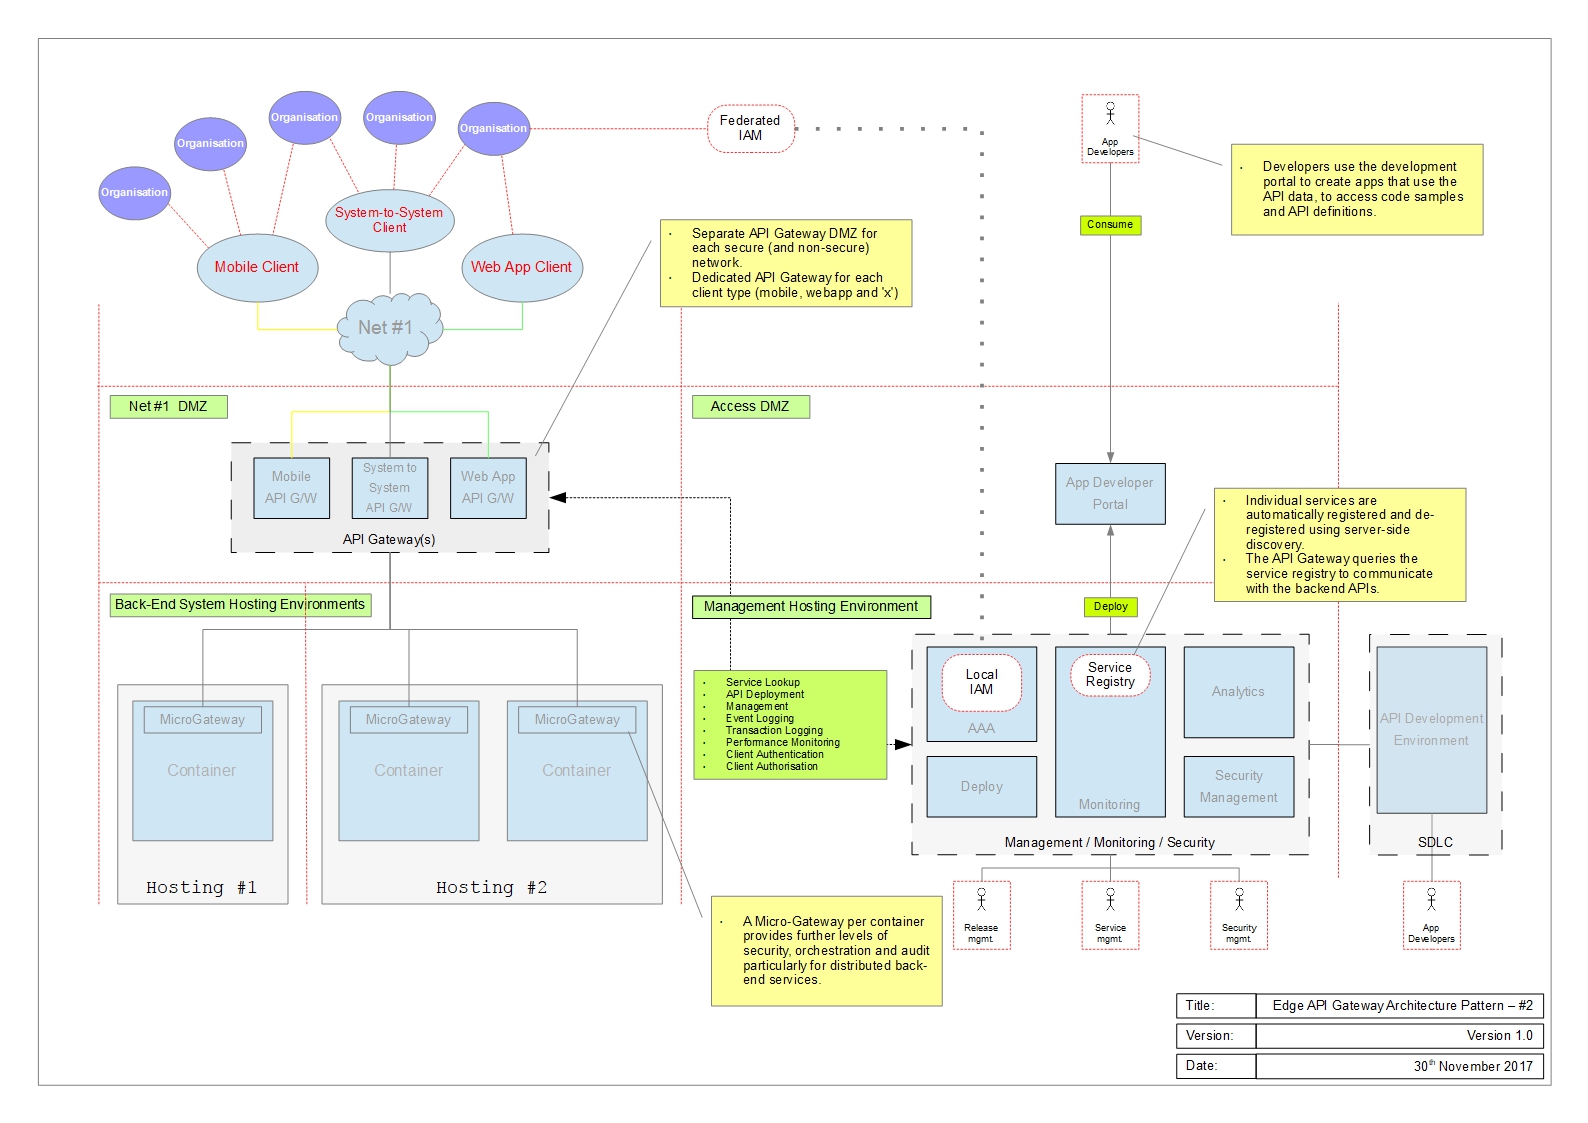 Organisation
Organisation
Organisation
Organisation
Organisation
Federated
IAM
App
Developers
· Developers use the development
portal to create apps that use the
API data, to access code samples
and API definitions.
Consume
System-to-System
Client
Mobile Client
Web App Client
· Separate API Gateway DMZ for
each secure (and non-secure)
network.
· Dedicated API Gateway for each
client type (mobile, webapp and 'x')
Net #1
Net #1 DMZ
Access DMZ
Mobile
API G/W
System to
System
API G/W
Web App
API G/W
API Gateway(s)
App Developer
Portal
· Individual services are
automatically registered and de-
registered using server-side
discovery.
· The API Gateway queries the
service registry to communicate
with the backend APIs.
Back-End System Hosting Environments
Management Hosting Environment
Deploy
· Service Lookup
· API Deployment
· Management
· Event Logging
· Transaction Logging
· Performance Monitoring
· Client Authentication
· Client Authorisation
Local
IAM
AAA
Service
Registry
Monitoring
Analytics
Deploy
Security
Management
Management / Monitoring / Security
API Development
Environment
SDLC
MicroGateway
Container
MicroGateway
Container
MicroGateway
Container
Hosting #1
Hosting #2
· A Micro-Gateway per container
provides further levels of
security, orchestration and audit
particularly for distributed back-
end services.
Release
mgmt.
Service
mgmt.
Security
mgmt.
App
Developers
Title: Edge API Gateway Architecture Pattern – #2
Version: Version 1.0
Date: 30th November 2017